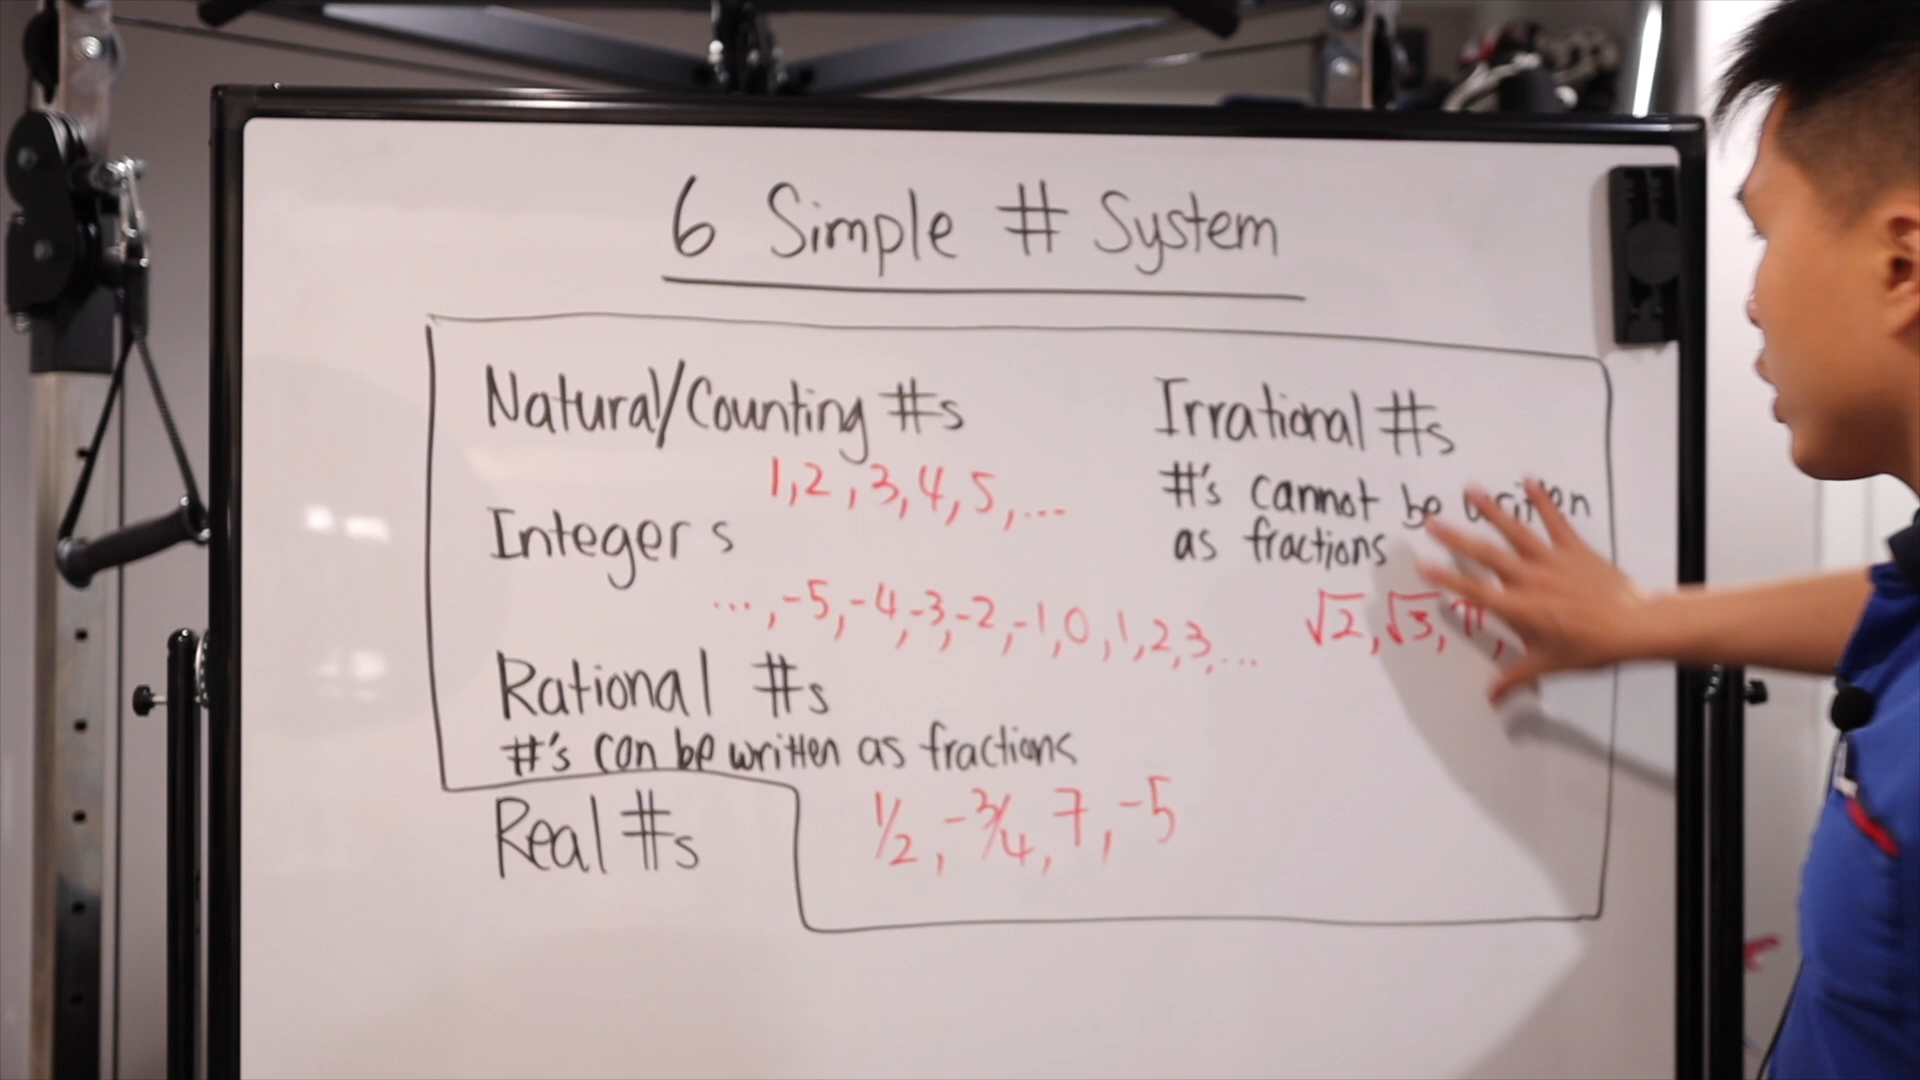 6 Simple # System
Natural/Counting #s
1, 2, 3, 4, 5, ...
Integers
..., -5, -4, -3, -2, -1, 0, 1, 2, 3, ...
Rational #s
#'s can be written as fractions
1/2, -3/4, 7, -5
Real #s
Irrational #s
#'s cannot be written
as fractions
√2, √3, π,